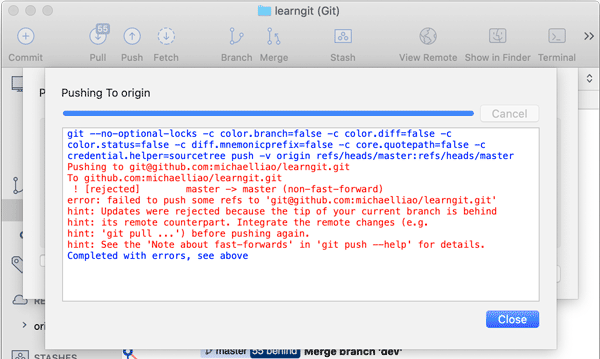 learngit (Git)
55
Commit Pull Push Fetch Branch Merge Stash View Remote Show in Finder Terminal
Pushing To origin
Cancel
git --no-optional-locks -c color.branch=false -c color.diff=false -c
color.status=false -c diff.mnemonicprefix=false -c core.quotepath=false -c
credential.helper=sourcetree push -v origin refs/heads/master:refs/heads/master
Pushing to git@github.com:michaelliao/learngit.git
To github.com:michaelliao/learngit.git
! [rejected] master -> master (non-fast-forward)
error: failed to push some refs to 'git@github.com:michaelliao/learngit.git'
hint: Updates were rejected because the tip of your current branch is behind
hint: its remote counterpart. Integrate the remote changes (e.g.
hint: 'git pull ...') before pushing again.
hint: See the 'Note about fast-forwards' in 'git push --help' for details.
Completed with errors, see above
Close
STASHES
master 55 behind Merge branch 'dev'